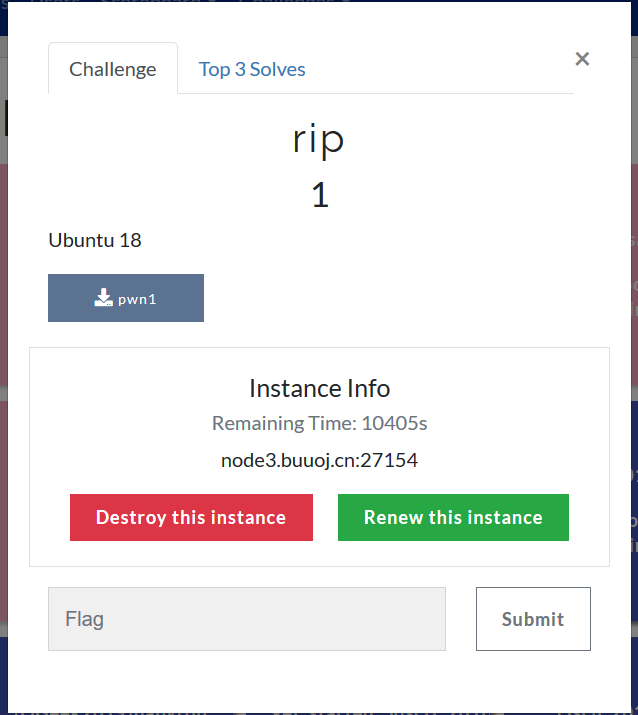 Challenge
Top 3 Solves
×
rip
1
Ubuntu 18
pwn1
Instance Info
Remaining Time: 10405s
node3.buuoj.cn:27154
Destroy this instance
Renew this instance
Flag
Submit